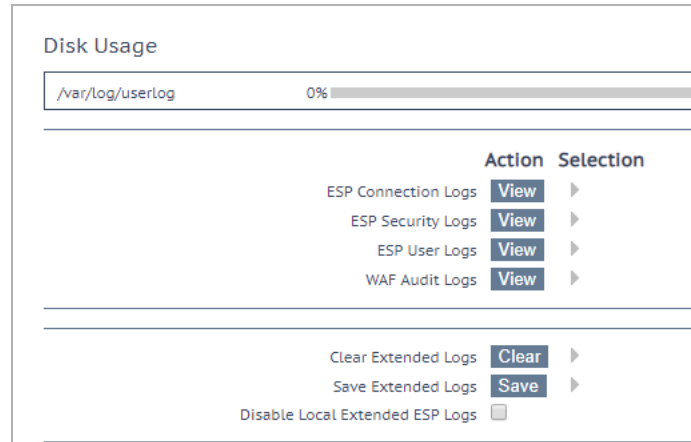 Disk Usage
/var/log/userlog 0%
Action Selection
ESP Connection Logs View
ESP Security Logs View
ESP User Logs View
WAF Audit Logs View
Clear Extended Logs Clear
Save Extended Logs Save
Disable Local Extended ESP Logs